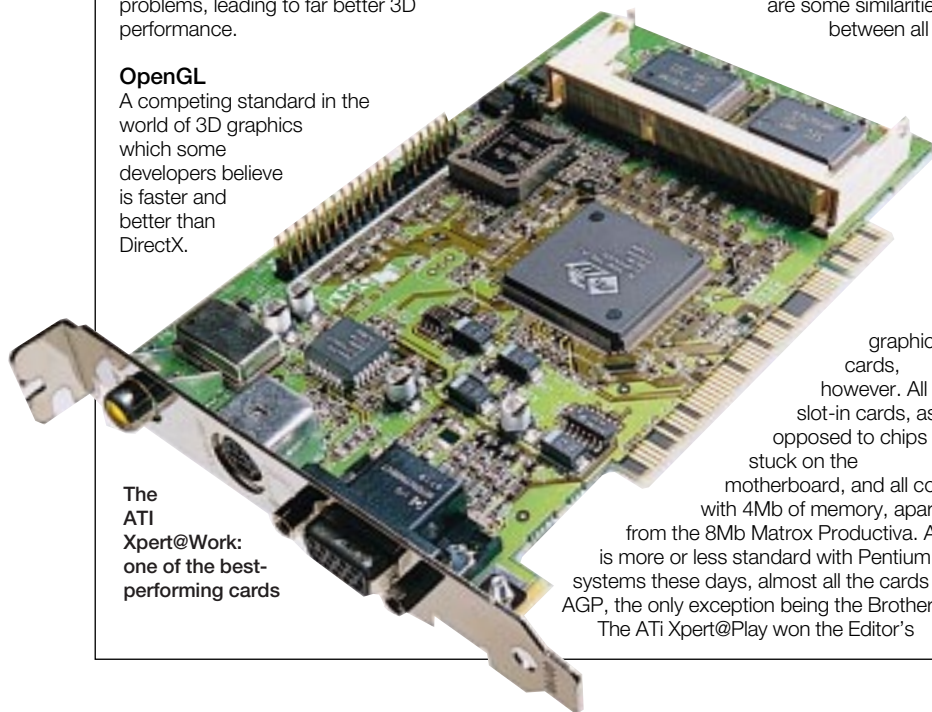 problems, leading to far better 3D
performance.
OpenGL
A competing standard in the
world of 3D graphics
which some
developers believe
is faster and
better than
DirectX.
The
ATI
Xpert@Work:
one of the best-
performing cards
are some similaritie
between all
graphic
cards,
however. All
slot-in cards, as
opposed to chips
stuck on the
motherboard, and all co
with 4Mb of memory, apar
from the 8Mb Matrox Productiva. A
is more or less standard with Pentium
systems these days, almost all the cards
AGP, the only exception being the Brother
The ATi Xpert@Play won the Editor's